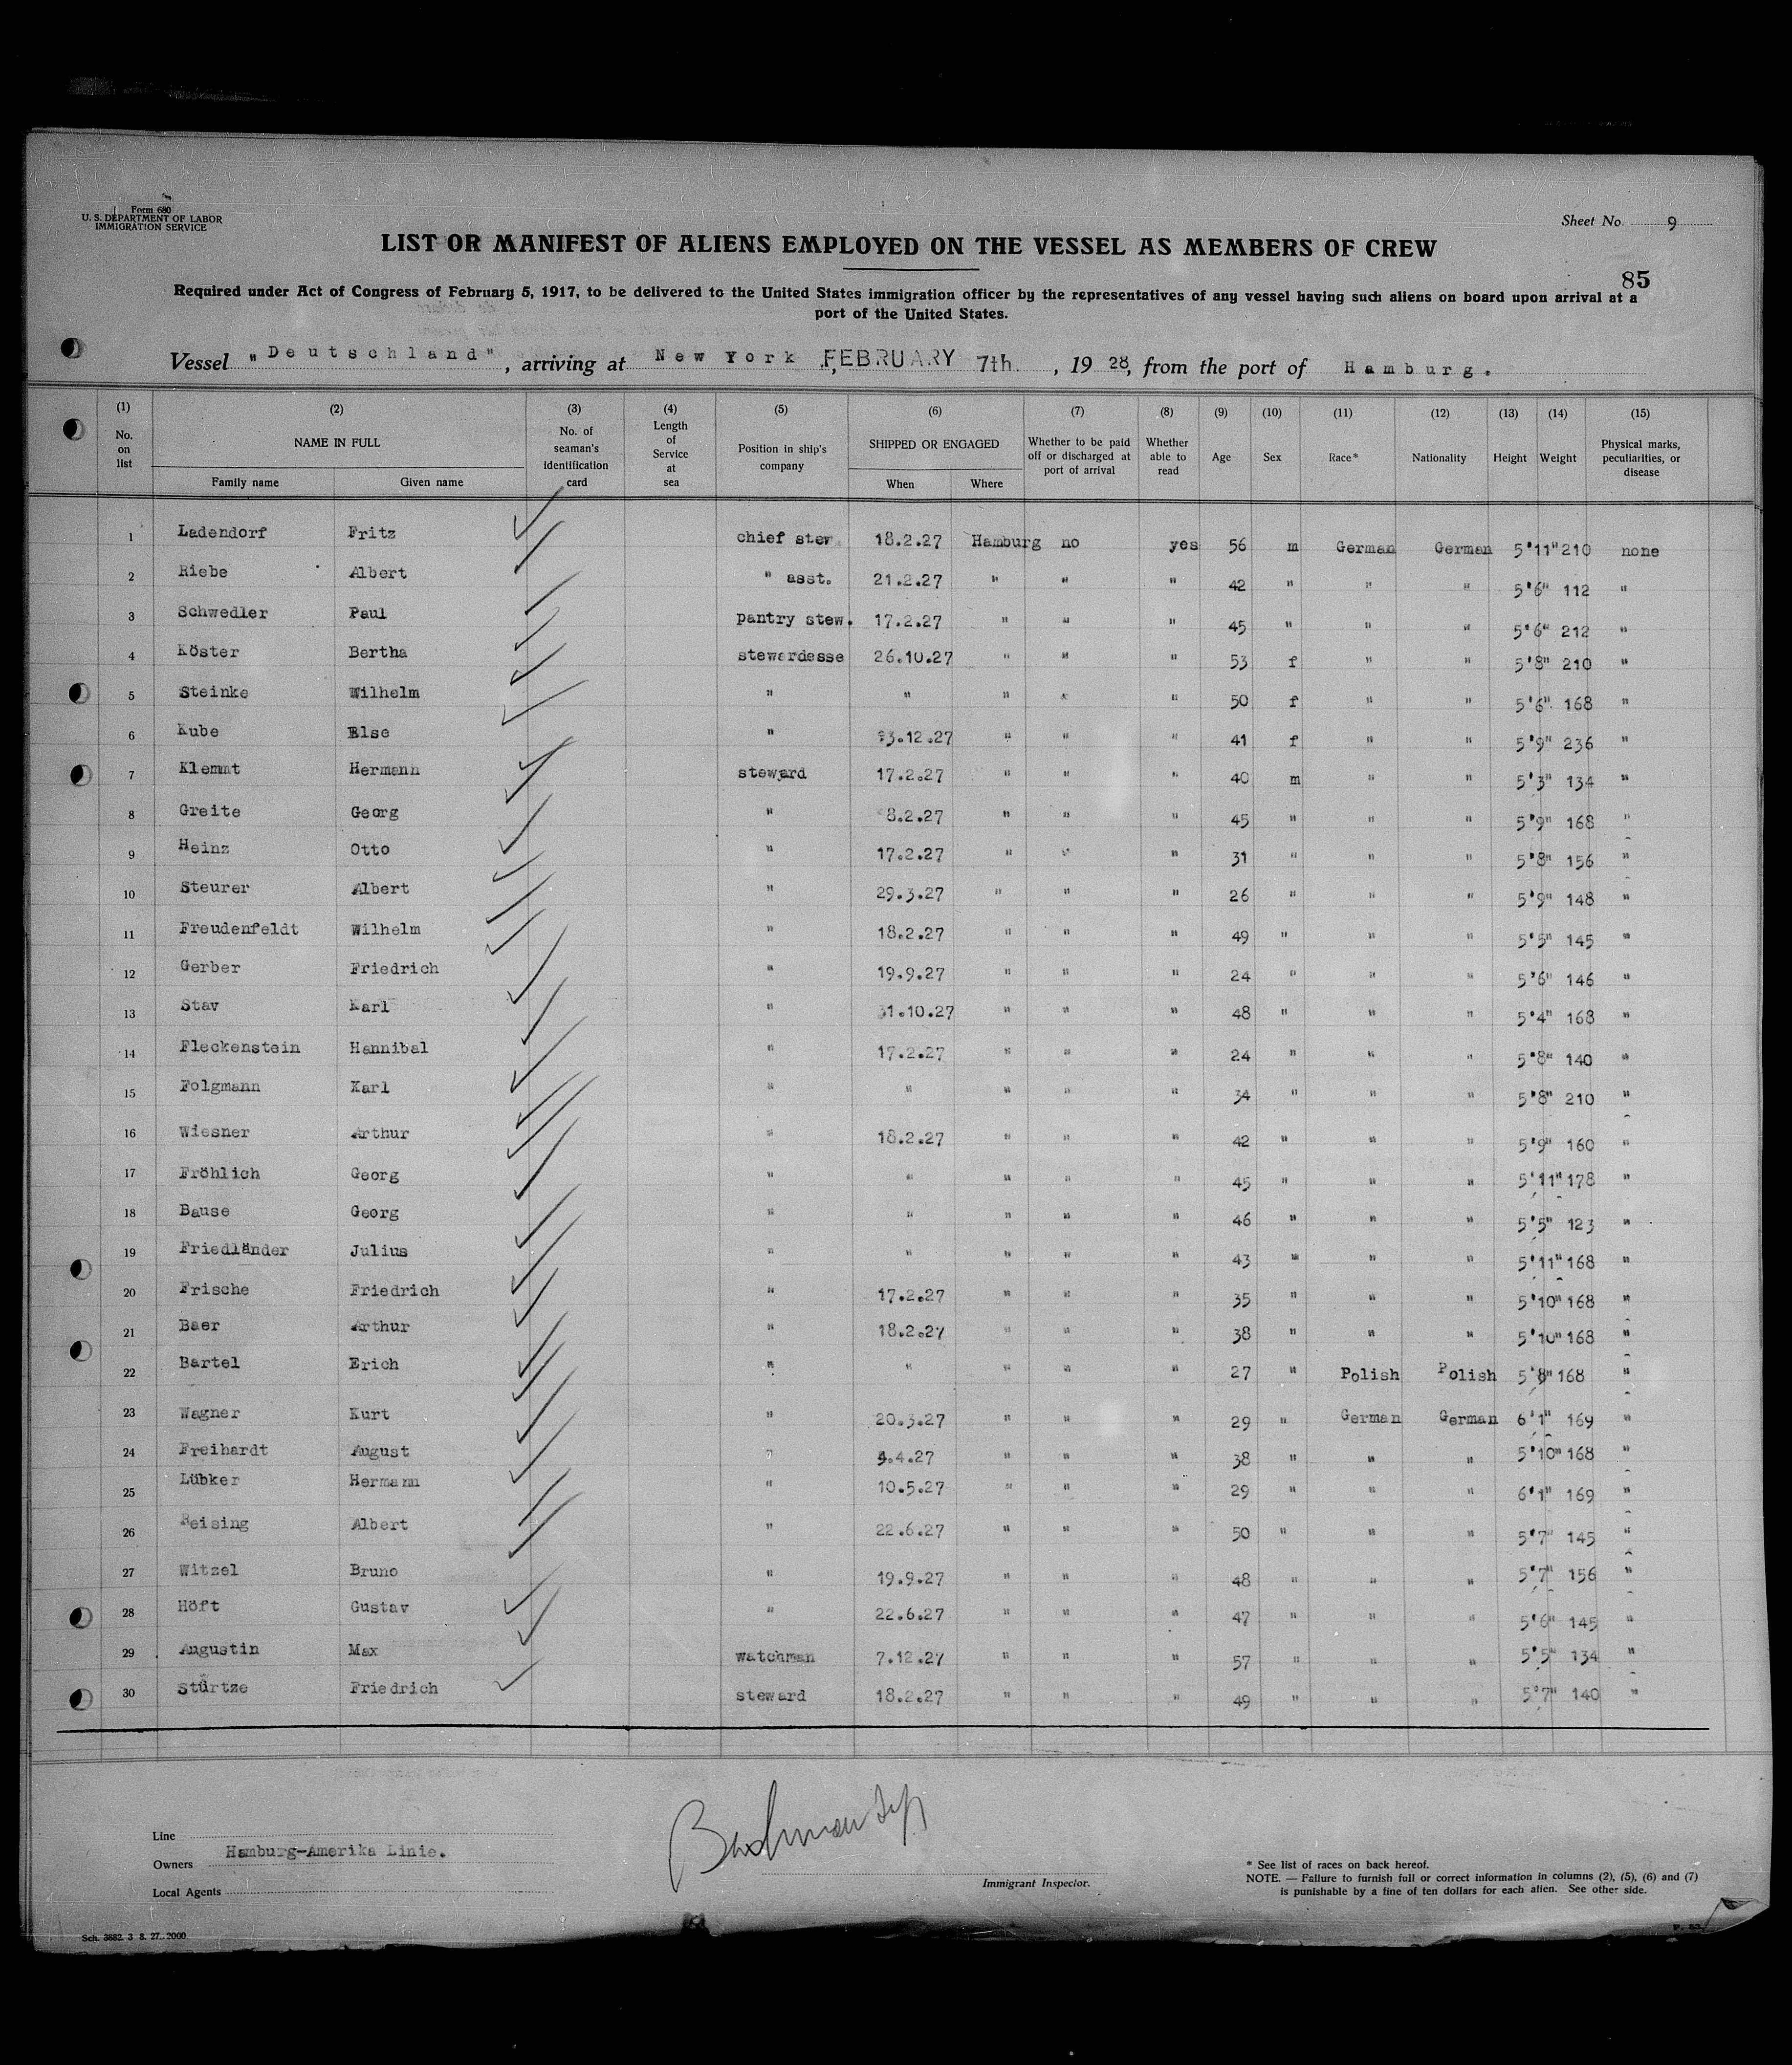 Form 680
U. S. DEPARTMENT OF LABOR
IMMIGRATION SERVICE
Sheet No. 9
LIST OR MANIFEST OF ALIENS EMPLOYED ON THE VESSEL AS MEMBERS OF CREW
85
Required under Act of Congress of February 5, 1917, to be delivered to the United States immigration officer by the representatives of any vessel having such aliens on board upon arrival at a
port of the United States.
Vessel "Deutschland", arriving at New York, FEBRUARY 7th., 1928, from the port of Hamburg.
(1) (2) (3) (4) (5) (6) (7) (8) (9) (10) (11) (12) (13) (14) (15)
No. on list NAME IN FULL Family name Given name No. of seaman's identification card Length of Service at sea Position in ship's company SHIPPED OR ENGAGED When Where Whether to be paid off or discharged at port of arrival Whether able to read Age Sex Race* Nationality Height Weight Physical marks, peculiarities, or disease
1 Ladendorf Fritz chief stew. 18.2.27 Hamburg no yes 56 m German German 5'11" 210 none
2 Riebe Albert " asst. 21.2.27 " " " 42 " " " 5'6" 112 "
3 Schwedler Paul pantry stew. 17.2.27 " " " 45 " " " 5'6" 212 "
4 Köster Bertha stewardesse 26.10.27 " " " 53 f " " 5'8" 210 "
5 Steinke Wilhelm " " " " " 50 f " " 5'6" 168 "
6 Kube Else " 3.12.27 " " " 41 f " " 5'9" 236 "
7 Klemmt Hermann steward 17.2.27 " " " 40 m " " 5'3" 134 "
8 Greite Georg " 8.2.27 " " " 45 " " " 5'9" 168 "
9 Heinz Otto " 17.2.27 " " " 31 " " " 5'8" 156 "
10 Steurer Albert " 29.3.27 " " " 26 " " " 5'9" 148 "
11 Freudenfeldt Wilhelm " 18.2.27 " " " 49 " " " 5'5" 145 "
12 Gerber Friedrich " 19.9.27 " " " 24 " " " 5'6" 146 "
13 Stav Karl " 31.10.27 " " " 48 " " " 5'4" 168 "
14 Fleckenstein Hannibal " 17.2.27 " " " 24 " " " 5'8" 140 "
15 Folgmann Karl " " " " " 34 " " " 5'8" 210 "
16 Wiesner Arthur " 18.2.27 " " " 42 " " " 5'9" 160 "
17 Fröhlich Georg " " " " " 45 " " " 5'11" 178 "
18 Bause Georg " " " " " 46 " " " 5'5" 123 "
19 Friedländer Julius " " " " " 43 " " " 5'11" 168 "
20 Frische Friedrich " 17.2.27 " " " 35 " " " 5'10" 168 "
21 Baer Arthur " 18.2.27 " " " 38 " " " 5'10" 168 "
22 Bartel Erich " " " " " 27 " Polish Polish 5'8" 168 "
23 Wagner Kurt " 20.3.27 " " " 29 " German German 6'1" 169 "
24 Freihardt August " 4.4.27 " " " 38 " " " 5'10" 168 "
25 Lübker Hermann " 10.5.27 " " " 29 " " " 6'1" 169 "
26 Reising Albert " 22.6.27 " " " 50 " " " 5'7" 145 "
27 Witzel Bruno " 19.9.27 " " " 48 " " " 5'7" 156 "
28 Höft Gustav " 22.6.27 " " " 47 " " " 5'6" 145 "
29 Augustin Max watchman 7.12.27 " " " 57 " " " 5'5" 134 "
30 Stürtze Friedrich steward 18.2.27 " " " 49 " " " 5'7" 140 "
Line
Owners Hamburg-Amerika Linie.
Local Agents
Immigrant Inspector.
* See list of races on back hereof.
NOTE. — Failure to furnish full or correct information in columns (2), (5), (6) and (7)
is punishable by a fine of ten dollars for each alien. See other side.
Sch. 3882. 3 8. 27. 2000